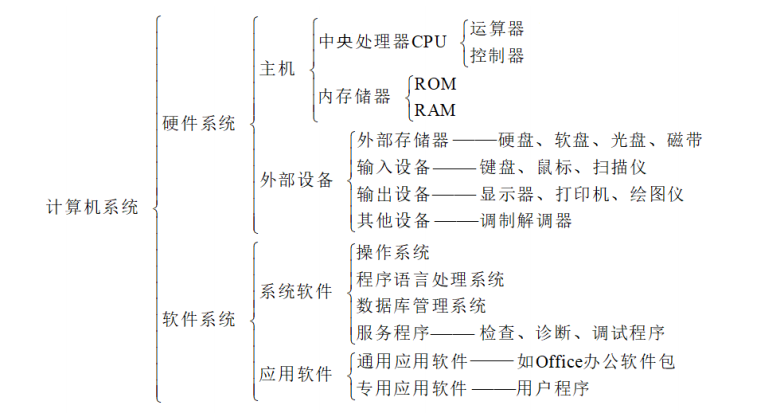 计算机系统
硬件系统
主机
中央处理器CPU
运算器
控制器
内存储器
ROM
RAM
外部设备
外部存储器——硬盘、软盘、光盘、磁带
输入设备——键盘、鼠标、扫描仪
输出设备——显示器、打印机、绘图仪
其他设备——调制解调器
软件系统
系统软件
操作系统
程序语言处理系统
数据库管理系统
服务程序——检查、诊断、调试程序
应用软件
通用应用软件——如Office办公软件包
专用应用软件——用户程序